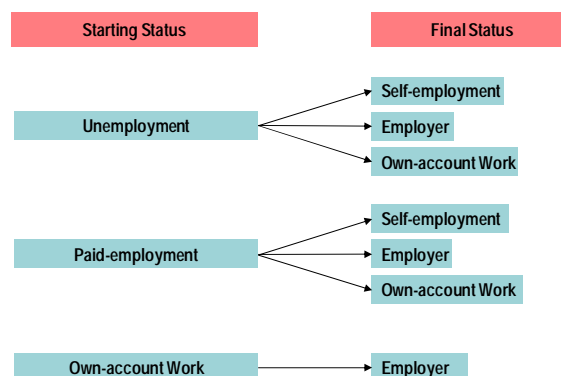 Starting Status
Final Status
Unemployment
Self-employment
Employer
Own-account Work
Paid-employment
Self-employment
Employer
Own-account Work
Own-account Work
Employer